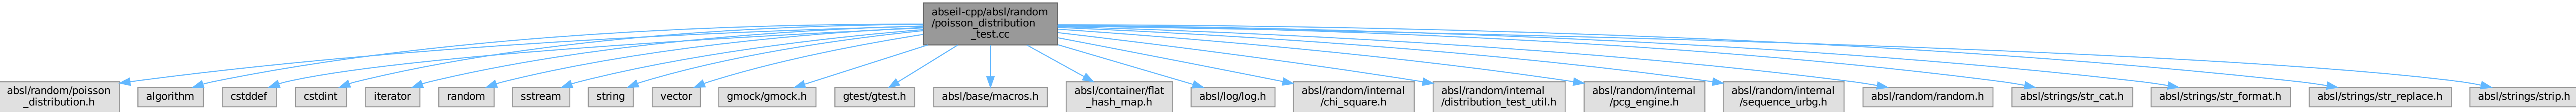 abseil-cpp/absl/random
/poisson_distribution
_test.cc
absl/random/poisson
_distribution.h
algorithm
cstddef
cstdint
iterator
random
sstream
string
vector
gmock/gmock.h
gtest/gtest.h
absl/base/macros.h
absl/container/flat
_hash_map.h
absl/log/log.h
absl/random/internal
/chi_square.h
absl/random/internal
/distribution_test_util.h
absl/random/internal
/pcg_engine.h
absl/random/internal
/sequence_urbg.h
absl/random/random.h
absl/strings/str_cat.h
absl/strings/str_format.h
absl/strings/str_replace.h
absl/strings/strip.h